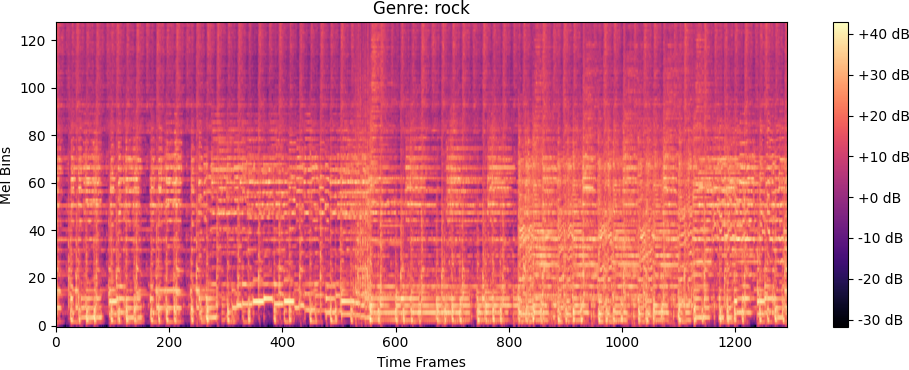 Genre: rock
120
100
80
60
40
20
0
Mel Bins
0 200 400 600 800 1000 1200
Time Frames
+40 dB
+30 dB
+20 dB
+10 dB
+0 dB
-10 dB
-20 dB
-30 dB